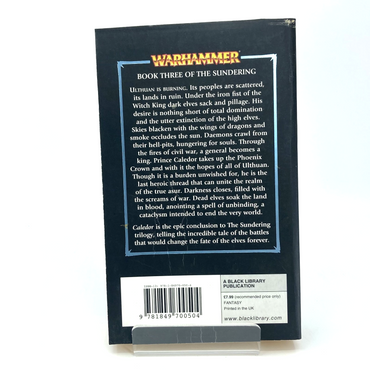 WARHAMMER
BOOK THREE OF THE SUNDERING
ULTHUAN IS BURNING. Its peoples are scattered,
its lands in ruin. Under the iron fist of the
Witch King dark elves sack and pillage. His
desire is nothing short of total domination
and the utter extinction of the high elves.
Skies blacken with the wings of dragons and
smoke occludes the sun. Daemons crawl from
their hell-pits, hungering for souls. Through
the fires of civil war, a general becomes a
king. Prince Caledor takes up the Phoenix
Crown and with it the hopes of all of Ulthuan.
Though it is a burden unwished for, he is the
last heroic thread that can unite the realm
of the true asur. Darkness closes, filled with
the screams of war. Dead elves soak the land
in blood, anointing a spell of unbinding, a
cataclysm intended to end the very world.
Caledor is the epic conclusion to The Sundering
trilogy, telling the incredible tale of the battles
that would change the fate of the elves forever.
A BLACK LIBRARY
PUBLICATION
£7.99 (recommended price only)
FANTASY
Printed in the UK
9 781849 700504
www.blacklibrary.com